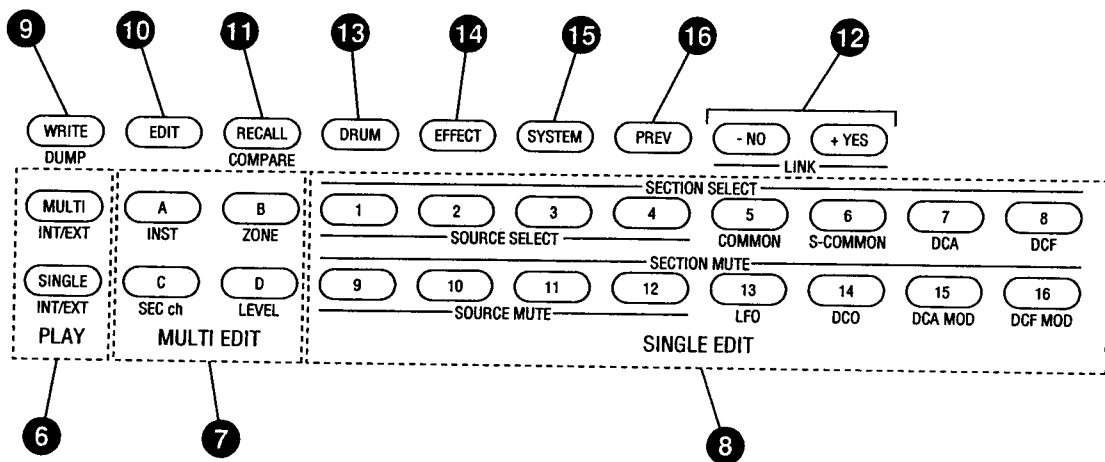 9 10 11 13 14 15 16 12
WRITE EDIT RECALL DRUM EFFECT SYSTEM PREV - NO + YES
DUMP COMPARE LINK
SECTION SELECT
MULTI A B 1 2 3 4 5 6 7 8
INT/EXT INST ZONE SOURCE SELECT COMMON S-COMMON DCA DCF
SECTION MUTE
SINGLE C D 9 10 11 12 13 14 15 16
INT/EXT SEC ch LEVEL SOURCE MUTE LFO DCO DCA MOD DCF MOD
PLAY MULTI EDIT SINGLE EDIT
6 7 8